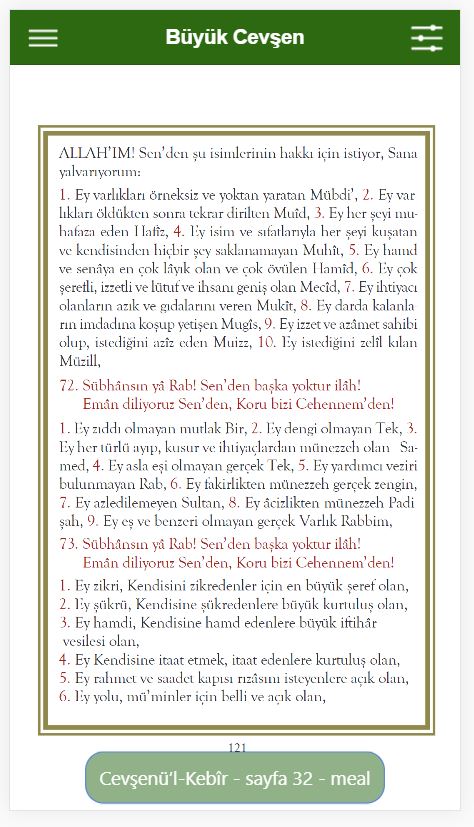 Büyük Cevşen
ALLAH'IM! Sen'den şu isimlerinin hakkı için istiyor, Sana
yalvarıyorum:
1. Ey varlıkları örneksiz ve yoktan yaratan Mübdi', 2. Ey var
lıkları öldükten sonra tekrar dirilten Muîd, 3. Ey her şeyi mu-
hafaza eden Hafîz, 4. Ey isim ve sıfatlarıyla her şeyi kuşatan
ve kendisinden hiçbir şey saklanamayan Muhît, 5. Ey hamd
ve senâya en çok lâyık olan ve çok övülen Hamîd, 6. Ey çok
şerefli, izzetli ve lütuf ve ihsanı geniş olan Mecîd, 7. Ey ihtiyacı
olanların azık ve gıdalarını veren Mukît, 8. Ey darda kalanla-
rın imdadına koşup yetişen Mugîs, 9. Ey izzet ve azâmet sahibi
olup, istediğini azîz eden Muizz, 10. Ey istediğini zelîl kılan
Müzill,
72. Sübhânsın yâ Rab! Sen'den başka yoktur ilâh!
Emân diliyoruz Sen'den, Koru bizi Cehennem'den!
1. Ey zıddı olmayan mutlak Bir, 2. Ey dengi olmayan Tek, 3.
Ey her türlü ayıp, kusur ve ihtiyaçlardan münezzeh olan Sa-
med, 4. Ey asla eşi olmayan gerçek Tek, 5. Ey yardımcı veziri
bulunmayan Rab, 6. Ey fakirlikten münezzeh gerçek zengin,
7. Ey azledilemeyen Sultan, 8. Ey âcizlikten münezzeh Padi
şah, 9. Ey eş ve benzeri olmayan gerçek Varlık Rabbim,
73. Sübhânsın yâ Rab! Sen'den başka yoktur ilâh!
Emân diliyoruz Sen'den, Koru bizi Cehennem'den!
1. Ey zikri, Kendisini zikredenler için en büyük şeref olan,
2. Ey şükrü, Kendisine şükredenlere büyük kurtuluş olan,
3. Ey hamdi, Kendisine hamd edenlere büyük iftihâr
vesilesi olan,
4. Ey Kendisine itaat etmek, itaat edenlere kurtuluş olan,
5. Ey rahmet ve saadet kapısı rızâsını isteyenlere açık olan,
6. Ey yolu, mü'minler için belli ve açık olan,
121
Cevşenü'l-Kebîr - sayfa 32 - meal